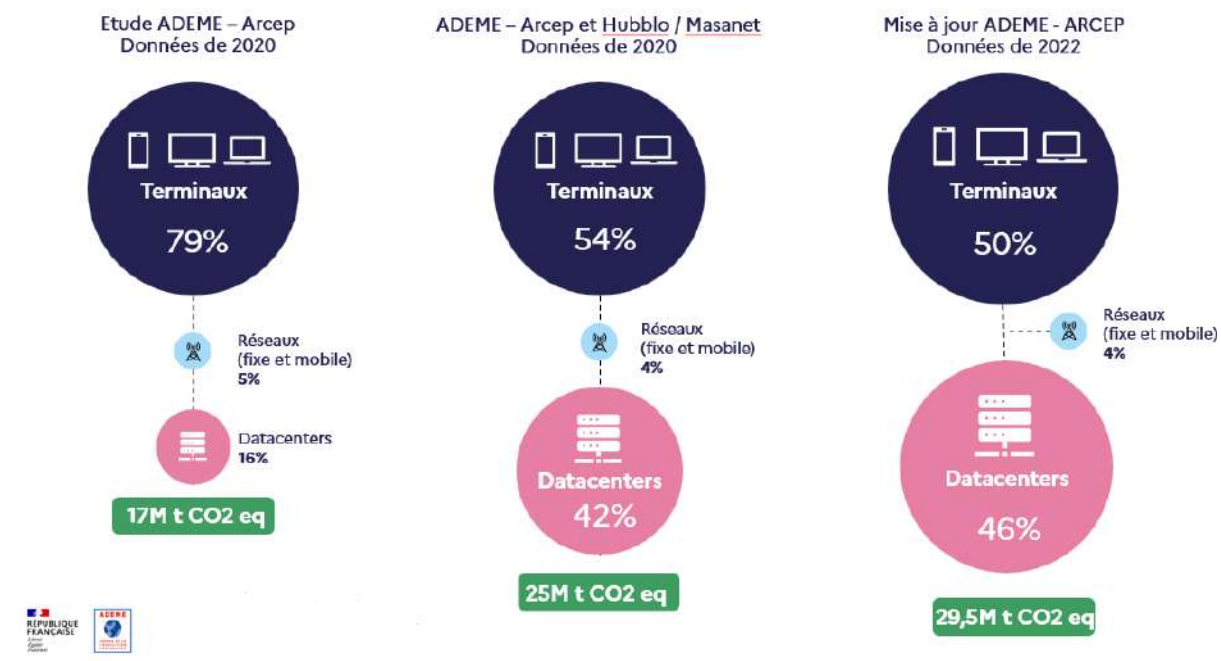 Etude ADEME – Arcep
Données de 2020
Terminaux
79%
Réseaux
(fixe et mobile)
5%
Datacenters
16%
17M t CO2 eq
ADEME – Arcep et Hubblo / Masanet
Données de 2020
Terminaux
54%
Réseaux
(fixe et mobile)
4%
Datacenters
42%
25M t CO2 eq
Mise à jour ADEME - ARCEP
Données de 2022
Terminaux
50%
Réseaux
(fixe et mobile)
4%
Datacenters
46%
29,5M t CO2 eq
RÉPUBLIQUE
FRANÇAISE
Liberté
Égalité
Fraternité
ADEME